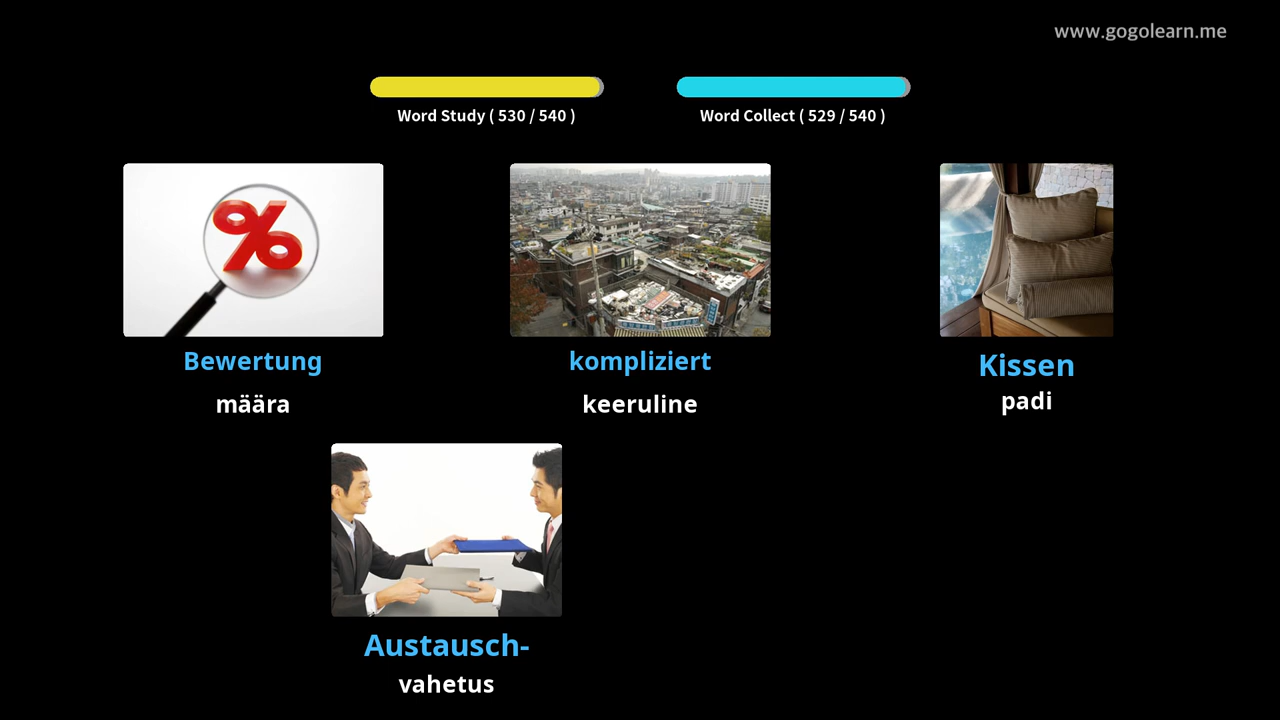 www.gogolearn.me
Word Study ( 530 / 540 )
Word Collect ( 529 / 540 )
Bewertung
määra
kompliziert
keeruline
Kissen
padi
Austausch-
vahetus